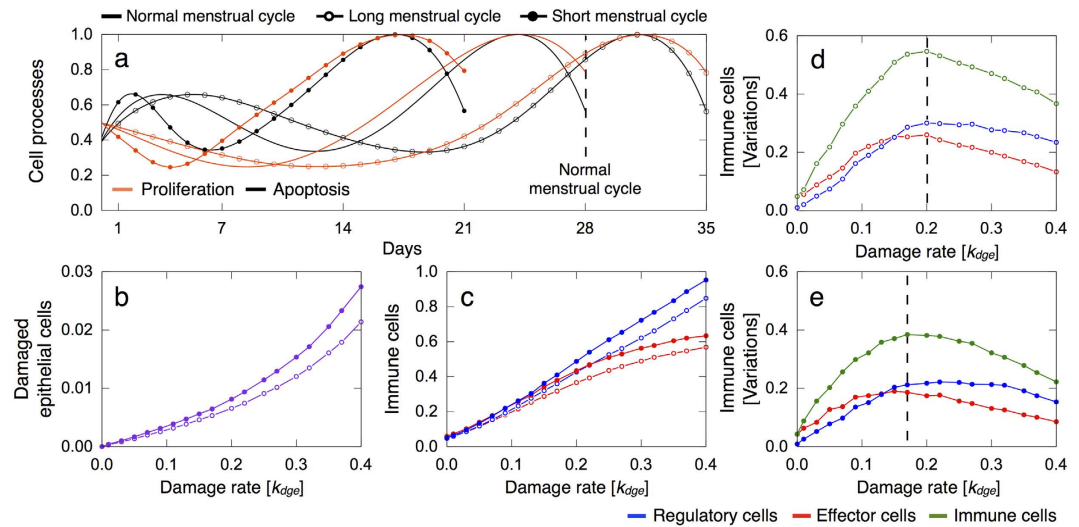 Normal menstrual cycle Long menstrual cycle Short menstrual cycle
a
Cell processes
1.0
0.8
0.6
0.4
0.2
0.0
Proliferation Apoptosis
Normal
menstrual cycle
1 7 14 21 28 35
Days
d
Immune cells
[Variations]
0.6
0.4
0.2
0.0
0.0 0.1 0.2 0.3 0.4
Damage rate [kdge]
b
Damaged
epithelial cells
0.03
0.02
0.01
0.00
0.0 0.1 0.2 0.3 0.4
Damage rate [kdge]
c
Immune cells
1.0
0.8
0.6
0.4
0.2
0.0
0.0 0.1 0.2 0.3 0.4
Damage rate [kdge]
e
Immune cells
[Variations]
0.6
0.4
0.2
0.0
0.0 0.1 0.2 0.3 0.4
Damage rate [kdge]
Regulatory cells Effector cells Immune cells